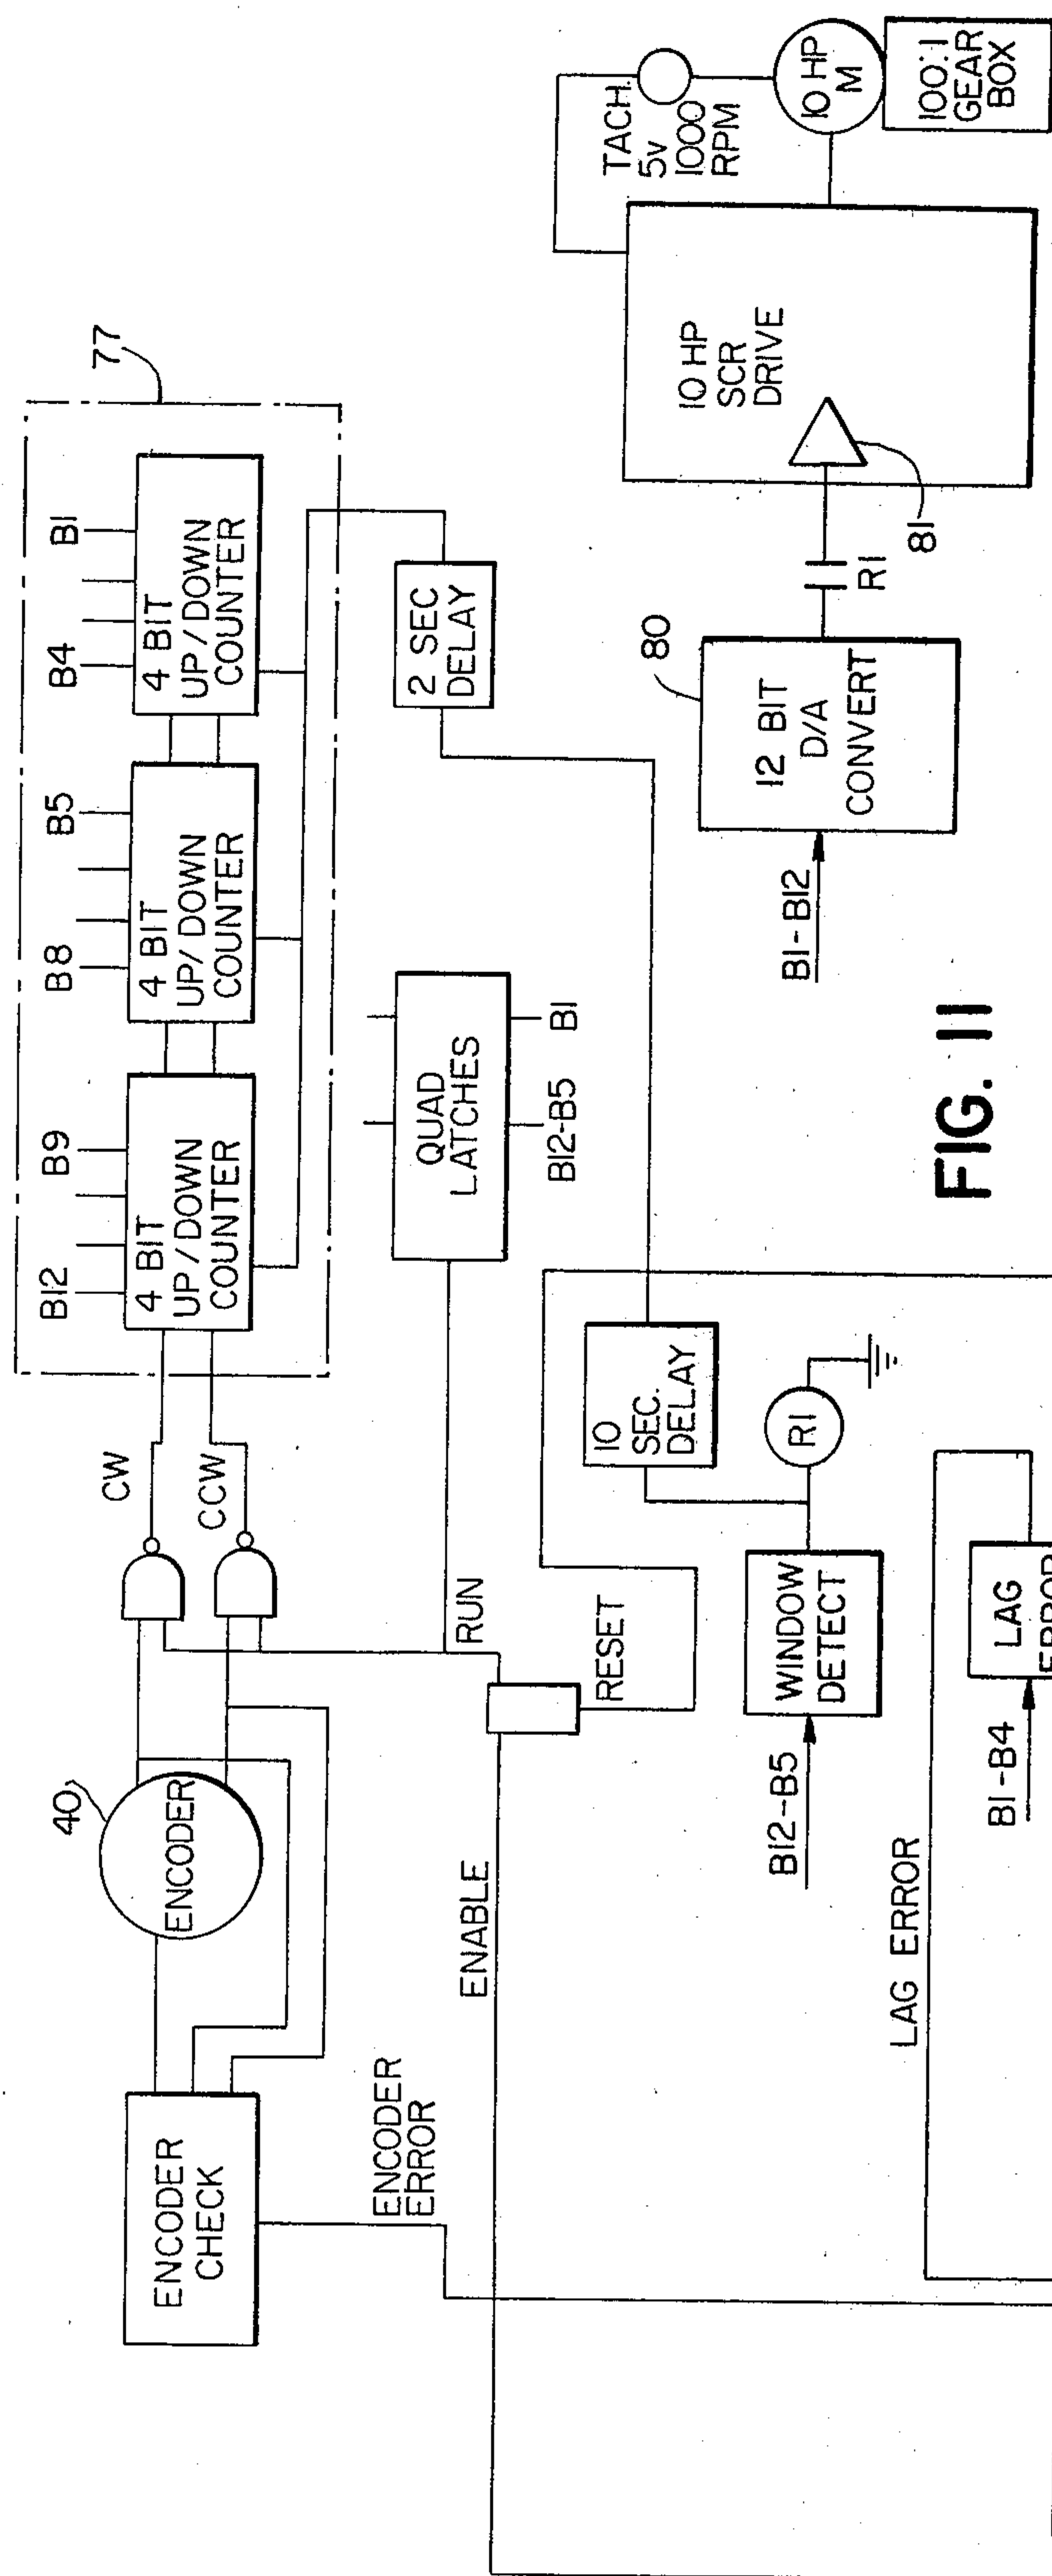 77
B12
B9
B8
B5
B4
B1
4 BIT
UP/DOWN
COUNTER
4 BIT
UP/DOWN
COUNTER
4 BIT
UP/DOWN
COUNTER
40
ENCODER
CW
CCW
ENCODER
CHECK
ENCODER
ERROR
ENABLE
RUN
RESET
QUAD
LATCHES
B12-B5
B1
2 SEC
DELAY
10
SEC.
DELAY
B12-B5
WINDOW
DETECT
R1
LAG ERROR
B1-B4
LAG
ERROR
B1-B12
12 BIT
D/A
CONVERT
80
R1
81
10 HP
SCR
DRIVE
TACH.
5v
1000
RPM
10 HP
M
100:1
GEAR
BOX
FIG. 11